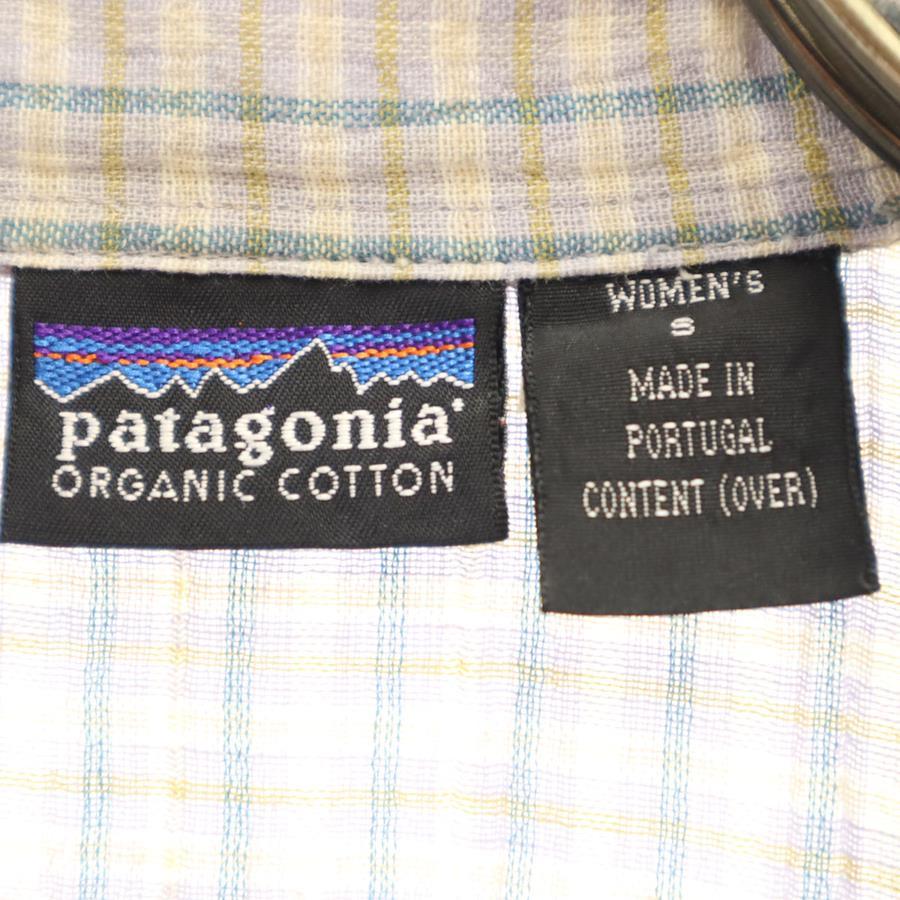 patagonia
ORGANIC COTTON
WOMEN'S
S
MADE IN
PORTUGAL
CONTENT (OVER)